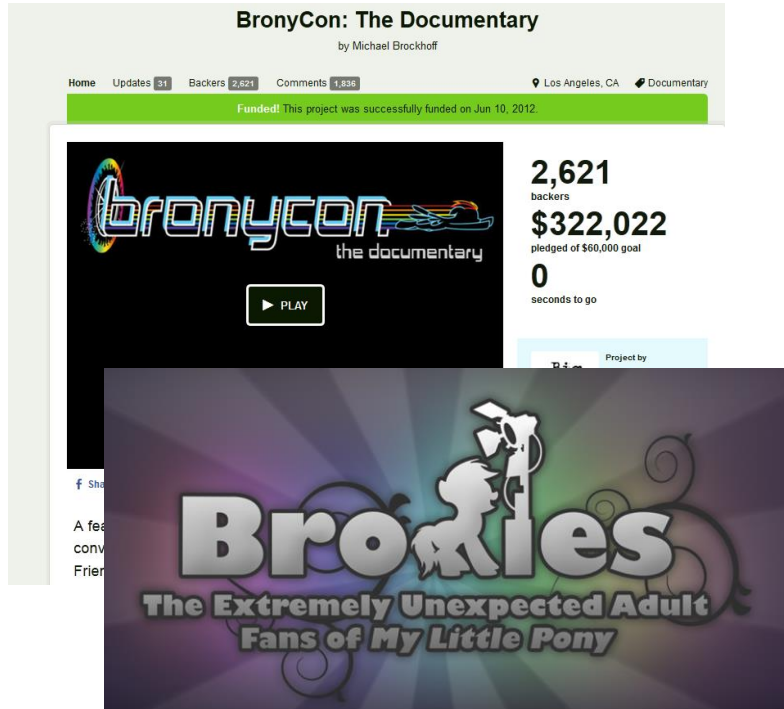 BronyCon: The Documentary
by Michael Brockhoff
Home Updates 31 Backers 2,621 Comments 1,836 Los Angeles, CA Documentary
Funded! This project was successfully funded on Jun 10, 2012.
bronycon
the documentary
PLAY
2,621
backers
$322,022
pledged of $60,000 goal
0
seconds to go
Project by
Big
f Sha
A fea
conv
Frien
Bronies
The Extremely Unexpected Adult
Fans of My Little Pony